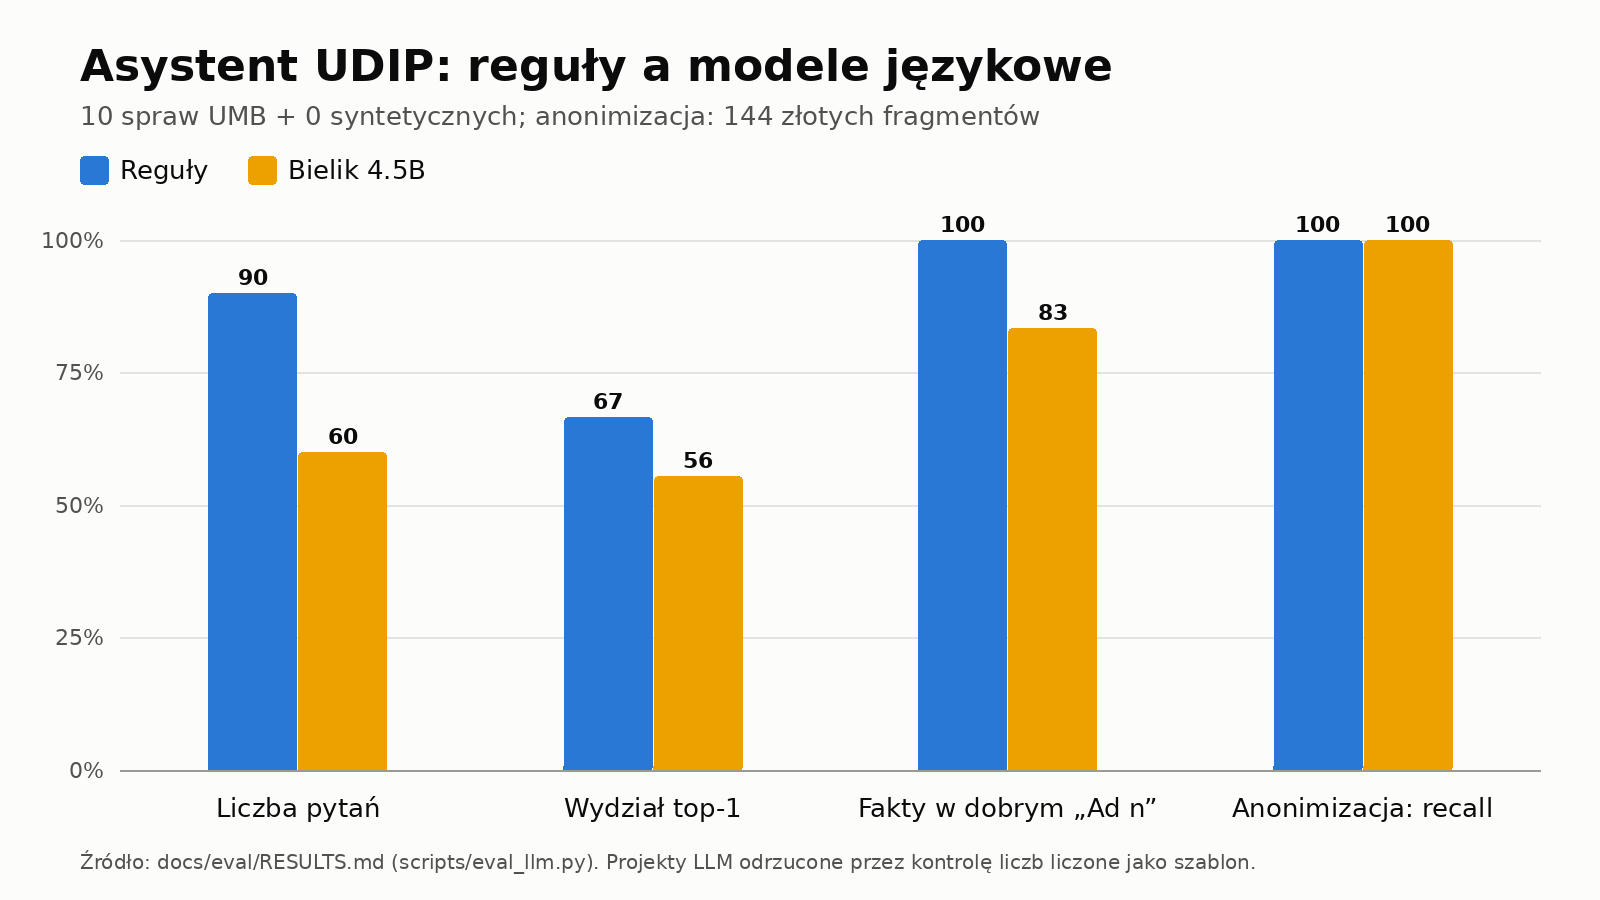 Asystent UDIP: reguły a modele językowe
10 spraw UMB + 0 syntetycznych; anonimizacja: 144 złotych fragmentów
Reguły Bielik 4.5B
100%
75%
50%
25%
0%
90
60
67
56
100
83
100
100
Liczba pytań Wydział top-1 Fakty w dobrym „Ad n” Anonimizacja: recall
Źródło: docs/eval/RESULTS.md (scripts/eval_llm.py). Projekty LLM odrzucone przez kontrolę liczb liczone jako szablon.